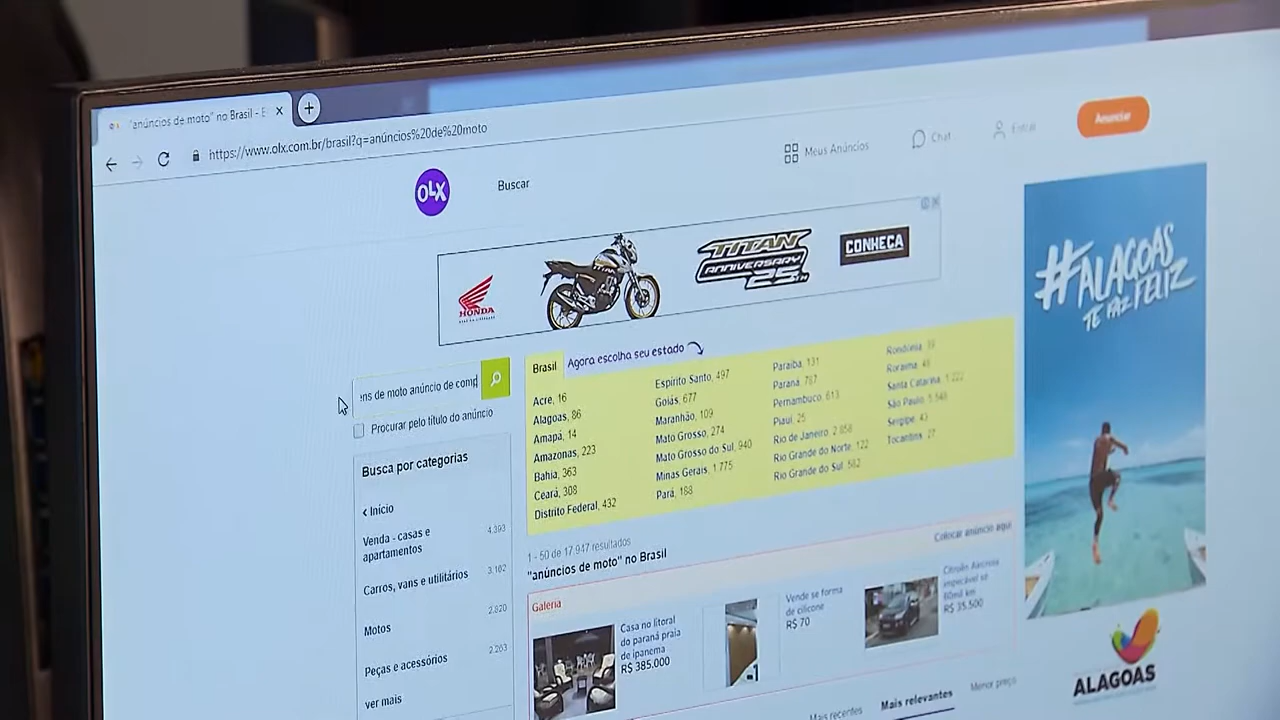 "anúncios de moto" no Brasil - E
https://www.olx.com.br/brasil?q=anúncios%20de%20moto
OLX
Buscar
Meus Anúncios
Chat
Entrar
Anunciar
HONDA
TITAN
ANNIVERSARY
25TH
CONHEÇA
#ALAGOAS
TE FAZ FELIZ
ns de moto anúncio de comp
Procurar pelo título do anúncio
Brasil
Agora escolha seu estado
Acre, 16
Alagoas, 86
Amapá, 14
Amazonas, 223
Bahia, 363
Ceará, 308
Distrito Federal, 432
Espírito Santo, 497
Goiás, 677
Maranhão, 109
Mato Grosso, 274
Mato Grosso do Sul, 940
Minas Gerais, 1 775
Pará, 188
Paraíba, 131
Paraná, 787
Pernambuco, 613
Piauí, 25
Rio de Janeiro, 2 858
Rio Grande do Norte, 122
Rio Grande do Sul, 582
Rondônia,
Roraima,
Santa Catarina, 1 222
São Paulo, 5 548
Sergipe, 43
Tocantins, 27
Busca por categorias
Início
Venda - casas e
apartamentos
4.393
Carros, vans e utilitários
3.102
Motos
2.820
Peças e acessórios
2.263
ver mais
1 - 50 de 17.947 resultados
"anúncios de moto" no Brasil
Colocar anúncio aqui
Galeria
Casa no litoral
do paraná praia
de ipanema
R$ 385.000
Vende se forma
de cilicone
R$ 70
Citroën Aircross
impecável só
80mil km
R$ 35.500
Mais recentes
Mais relevantes
Menor preço
ALAGOAS